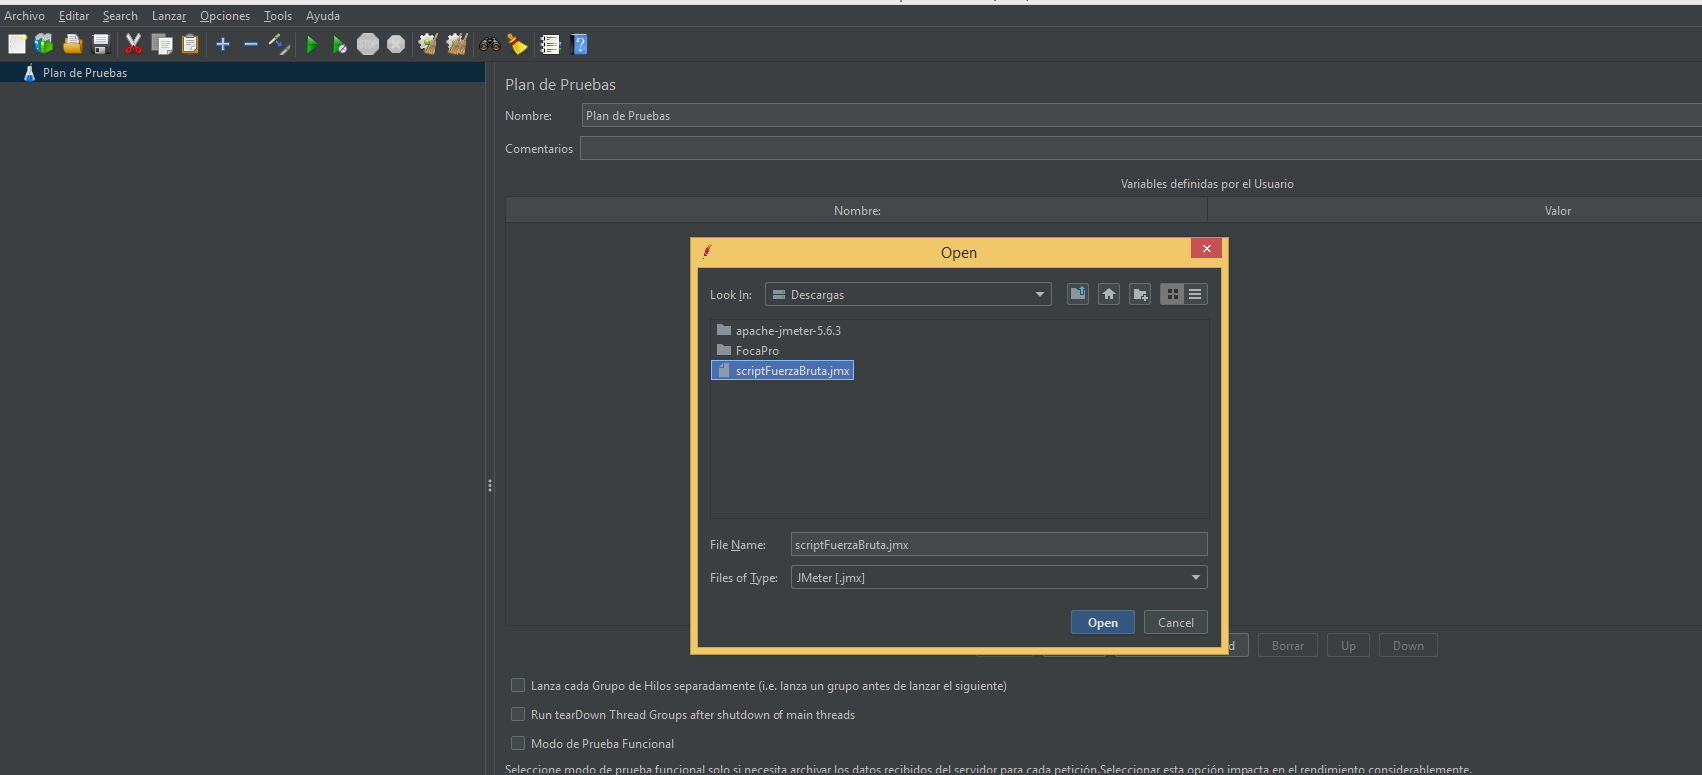 Archivo Editar Search Lanzar Opciones Tools Ayuda
STOP
Plan de Pruebas
Plan de Pruebas
Nombre: Plan de Pruebas
Comentarios
Variables definidas por el Usuario
Nombre: Valor
Open
Look In: Descargas
apache-jmeter-5.6.3
FocaPro
scriptFuerzaBruta.jmx
File Name: scriptFuerzaBruta.jmx
Files of Type: JMeter [.jmx]
Open Cancel
d Borrar Up Down
Lanza cada Grupo de Hilos separadamente (i.e. lanza un grupo antes de lanzar el siguiente)
Run tearDown Thread Groups after shutdown of main threads
Modo de Prueba Funcional
Seleccione modo de prueba funcional solo si necesita archivar los datos recibidos del servidor para cada petición.Seleccionar esta opción impacta en el rendimiento considerablemente.